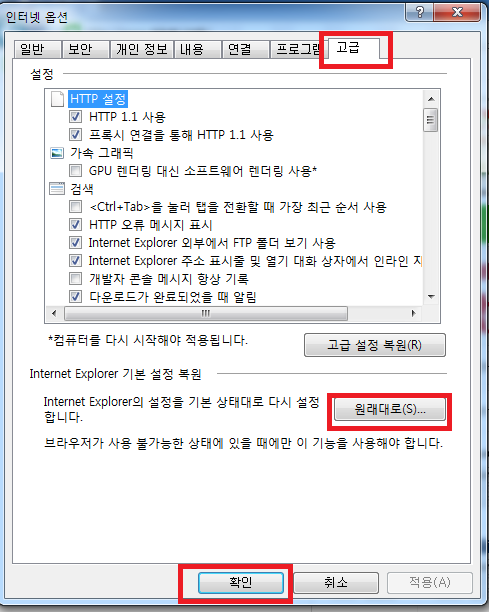 인터넷 옵션
일반 보안 개인 정보 내용 연결 프로그램 고급
설정
HTTP 설정
HTTP 1.1 사용
프록시 연결을 통해 HTTP 1.1 사용
가속 그래픽
GPU 렌더링 대신 소프트웨어 렌더링 사용*
검색
<Ctrl+Tab>을 눌러 탭을 전환할 때 가장 최근 순서 사용
HTTP 오류 메시지 표시
Internet Explorer 외부에서 FTP 폴더 보기 사용
Internet Explorer 주소 표시줄 및 열기 대화 상자에서 인라인 자
개발자 콘솔 메시지 항상 기록
다운로드가 완료되었을 때 알림
*컴퓨터를 다시 시작해야 적용됩니다.
고급 설정 복원(R)
Internet Explorer 기본 설정 복원
Internet Explorer의 설정을 기본 상태대로 다시 설정
합니다.
원래대로(S)...
브라우저가 사용 불가능한 상태에 있을 때에만 이 기능을 사용해야 합니다.
확인 취소 적용(A)